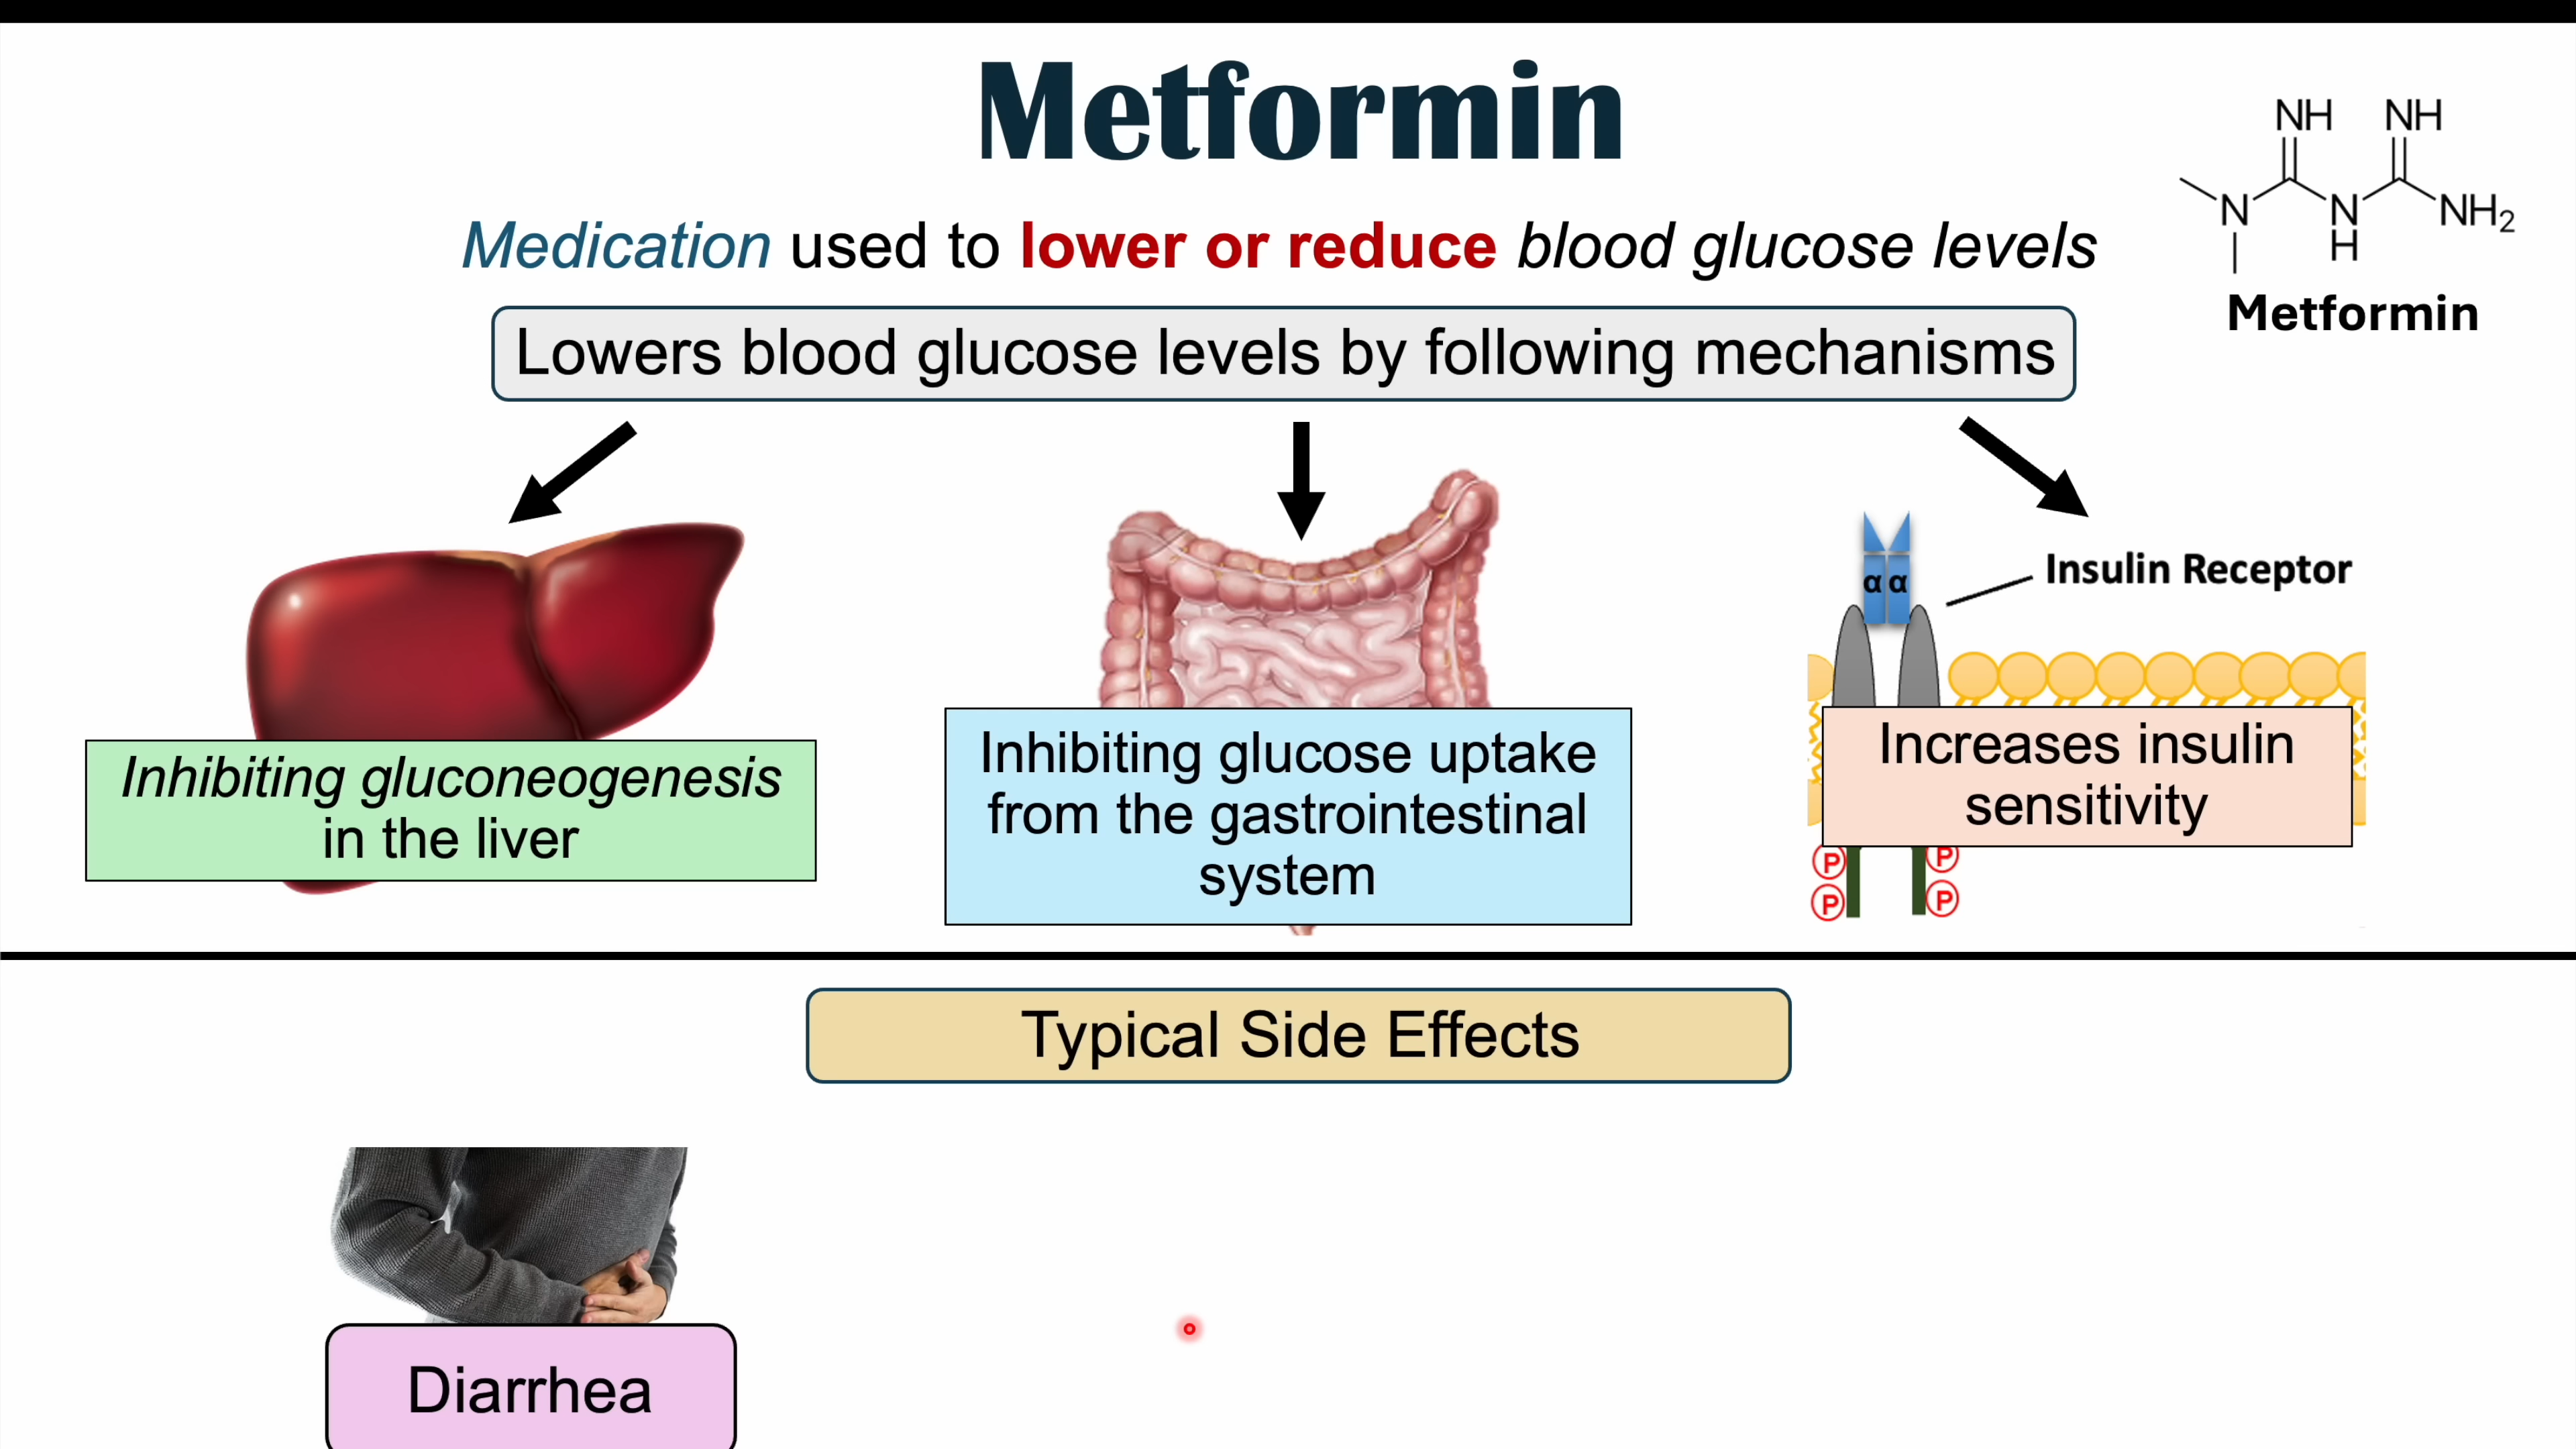 Metformin
Medication used to lower or reduce blood glucose levels
NH NH
N N NH2
H
Metformin
Lowers blood glucose levels by following mechanisms
α α
Insulin Receptor
Inhibiting gluconeogenesis
in the liver
Inhibiting glucose uptake
from the gastrointestinal
system
Increases insulin
sensitivity
P P
P P
Typical Side Effects
Diarrhea